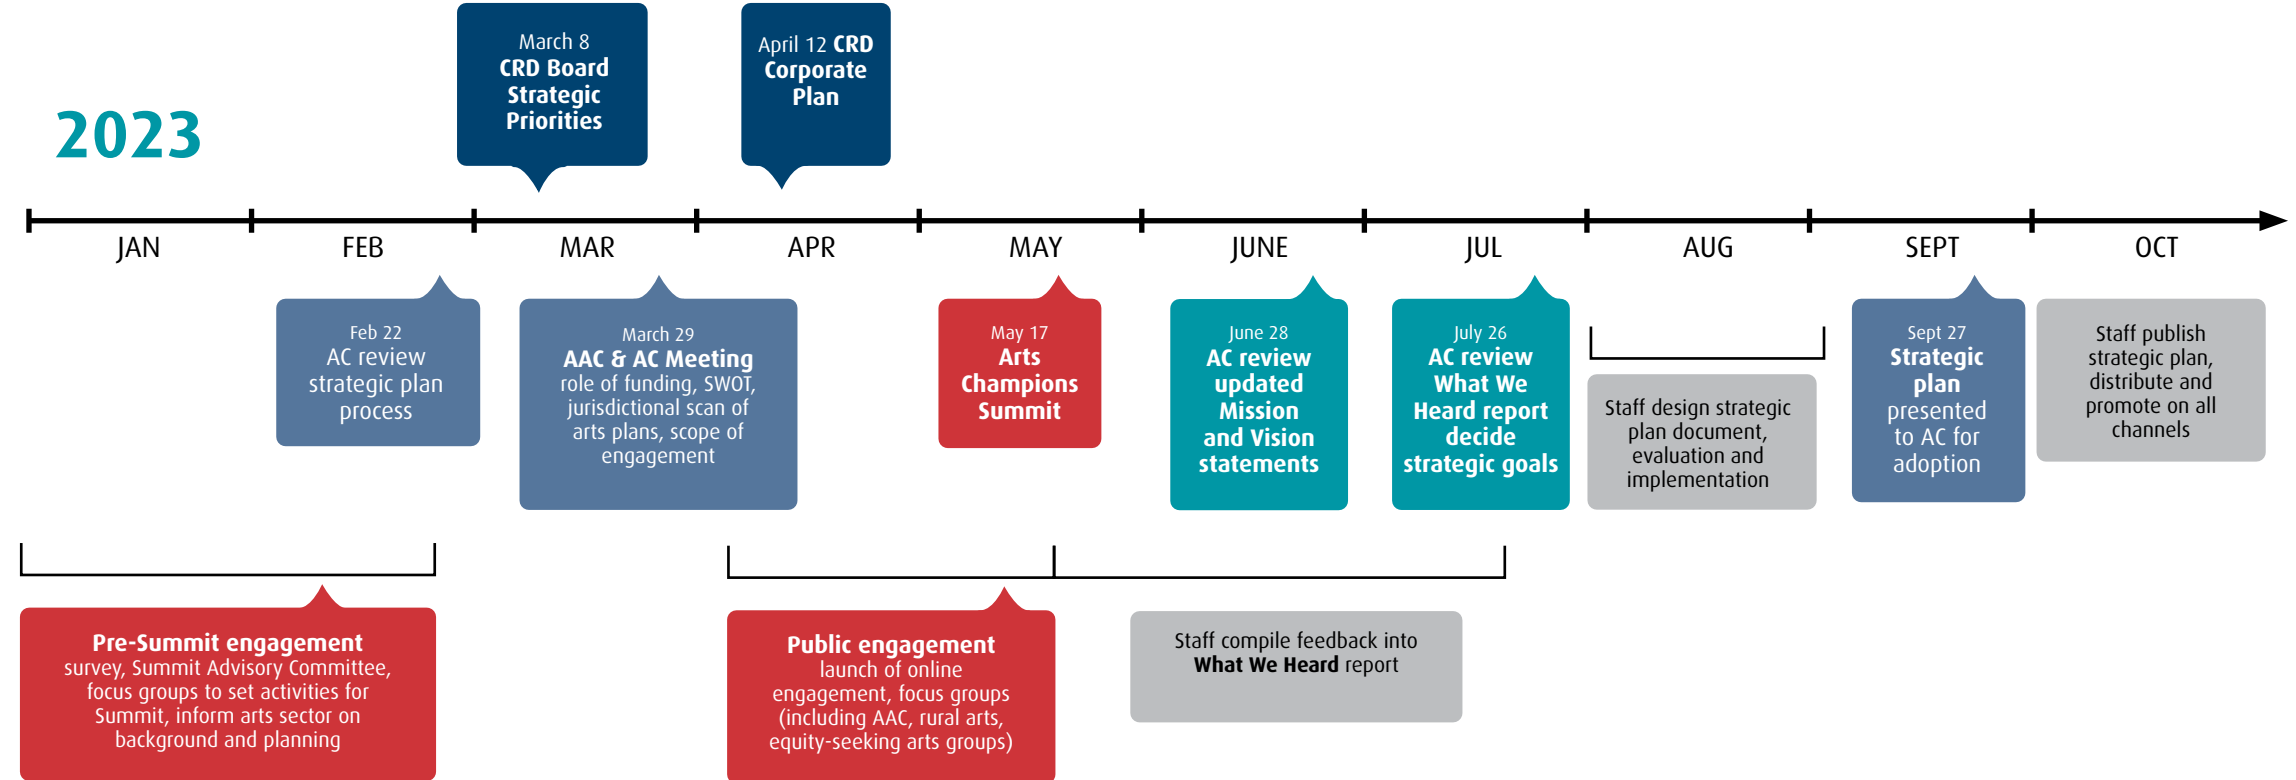 2023
March 8
CRD Board
Strategic
Priorities
April 12 CRD
Corporate
Plan
JAN
FEB
MAR
APR
MAY
JUNE
JUL
AUG
SEPT
OCT
Feb 22
AC review
strategic plan
process
March 29
AAC & AC Meeting
role of funding, SWOT,
jurisdictional scan of
arts plans, scope of
engagement
May 17
Arts
Champions
Summit
June 28
AC review
updated
Mission
and Vision
statements
July 26
AC review
What We
Heard report
decide
strategic goals
Staff design strategic
plan document,
evaluation and
implementation
Sept 27
Strategic
plan
presented
to AC for
adoption
Staff publish
strategic plan,
distribute and
promote on all
channels
Pre-Summit engagement
survey, Summit Advisory Committee,
focus groups to set activities for
Summit, inform arts sector on
background and planning
Public engagement
launch of online
engagement, focus groups
(including AAC, rural arts,
equity-seeking arts groups)
Staff compile feedback into
What We Heard report